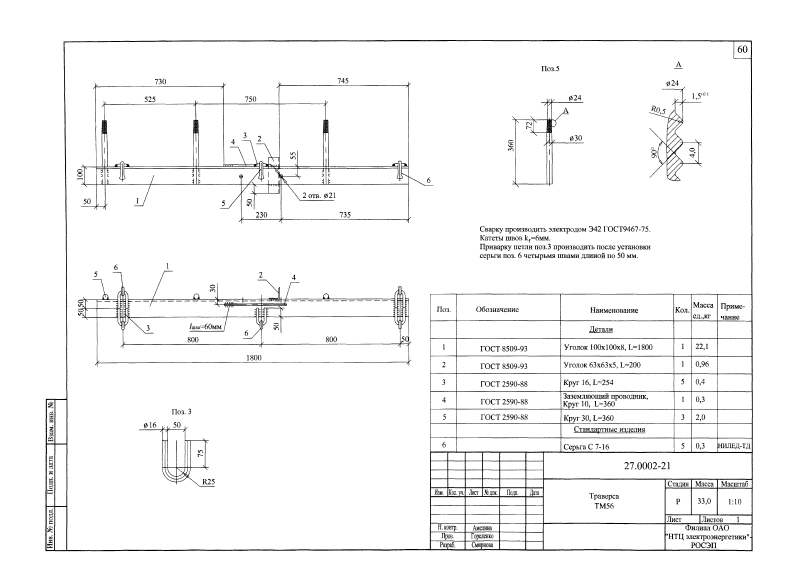 60
730
745
525
750
3
2
4
55
100
50
1
5
50
2 отв. ø21
6
230
735
Поз.5
А
ø24
ø24
А
1,5±0.1
R0,5
72
360
ø30
90°
4,0
Сварку производить электродом Э42 ГОСТ9467-75.
Катеты швов kf=6мм.
Приварку петли поз.3 производить после установки
серьги поз. 6 четырьмя швами длиной по 50 мм.
5
6
1
2
30
4
50
50
3
lшва=60мм
6
50
800
800
50
1800
Поз. 3
ø16
50
75
R25
Поз. Обозначение Наименование Кол. Масса ед.,кг Приме-чание
Детали
1 ГОСТ 8509-93 Уголок 100х100х8, L=1800 1 22,1
2 ГОСТ 8509-93 Уголок 63х63х5, L=200 1 0,96
3 ГОСТ 2590-88 Круг 16, L=254 5 0,4
4 ГОСТ 2590-88 Заземляющий проводник, Круг 10, L=360 1 0,3
5 ГОСТ 2590-88 Круг 30, L=360 3 2,0
Стандартные изделия
6 Серьга С 7-16 5 0,3 НИЛЕД-ТД
27.0002-21
Изм. Кол. уч. Лист № док. Подп. Дата
Траверса
ТМ56
Стадия Масса Масштаб
Р 33,0 1:10
Лист Листов 1
Н. контр. Амелина
Пров. Гореленко
Разраб. Смирнова
Филиал ОАО
"НТЦ электроэнергетики"-
РОСЭП
Взам. инв. №
Подп. и дата
Инв. № подл.